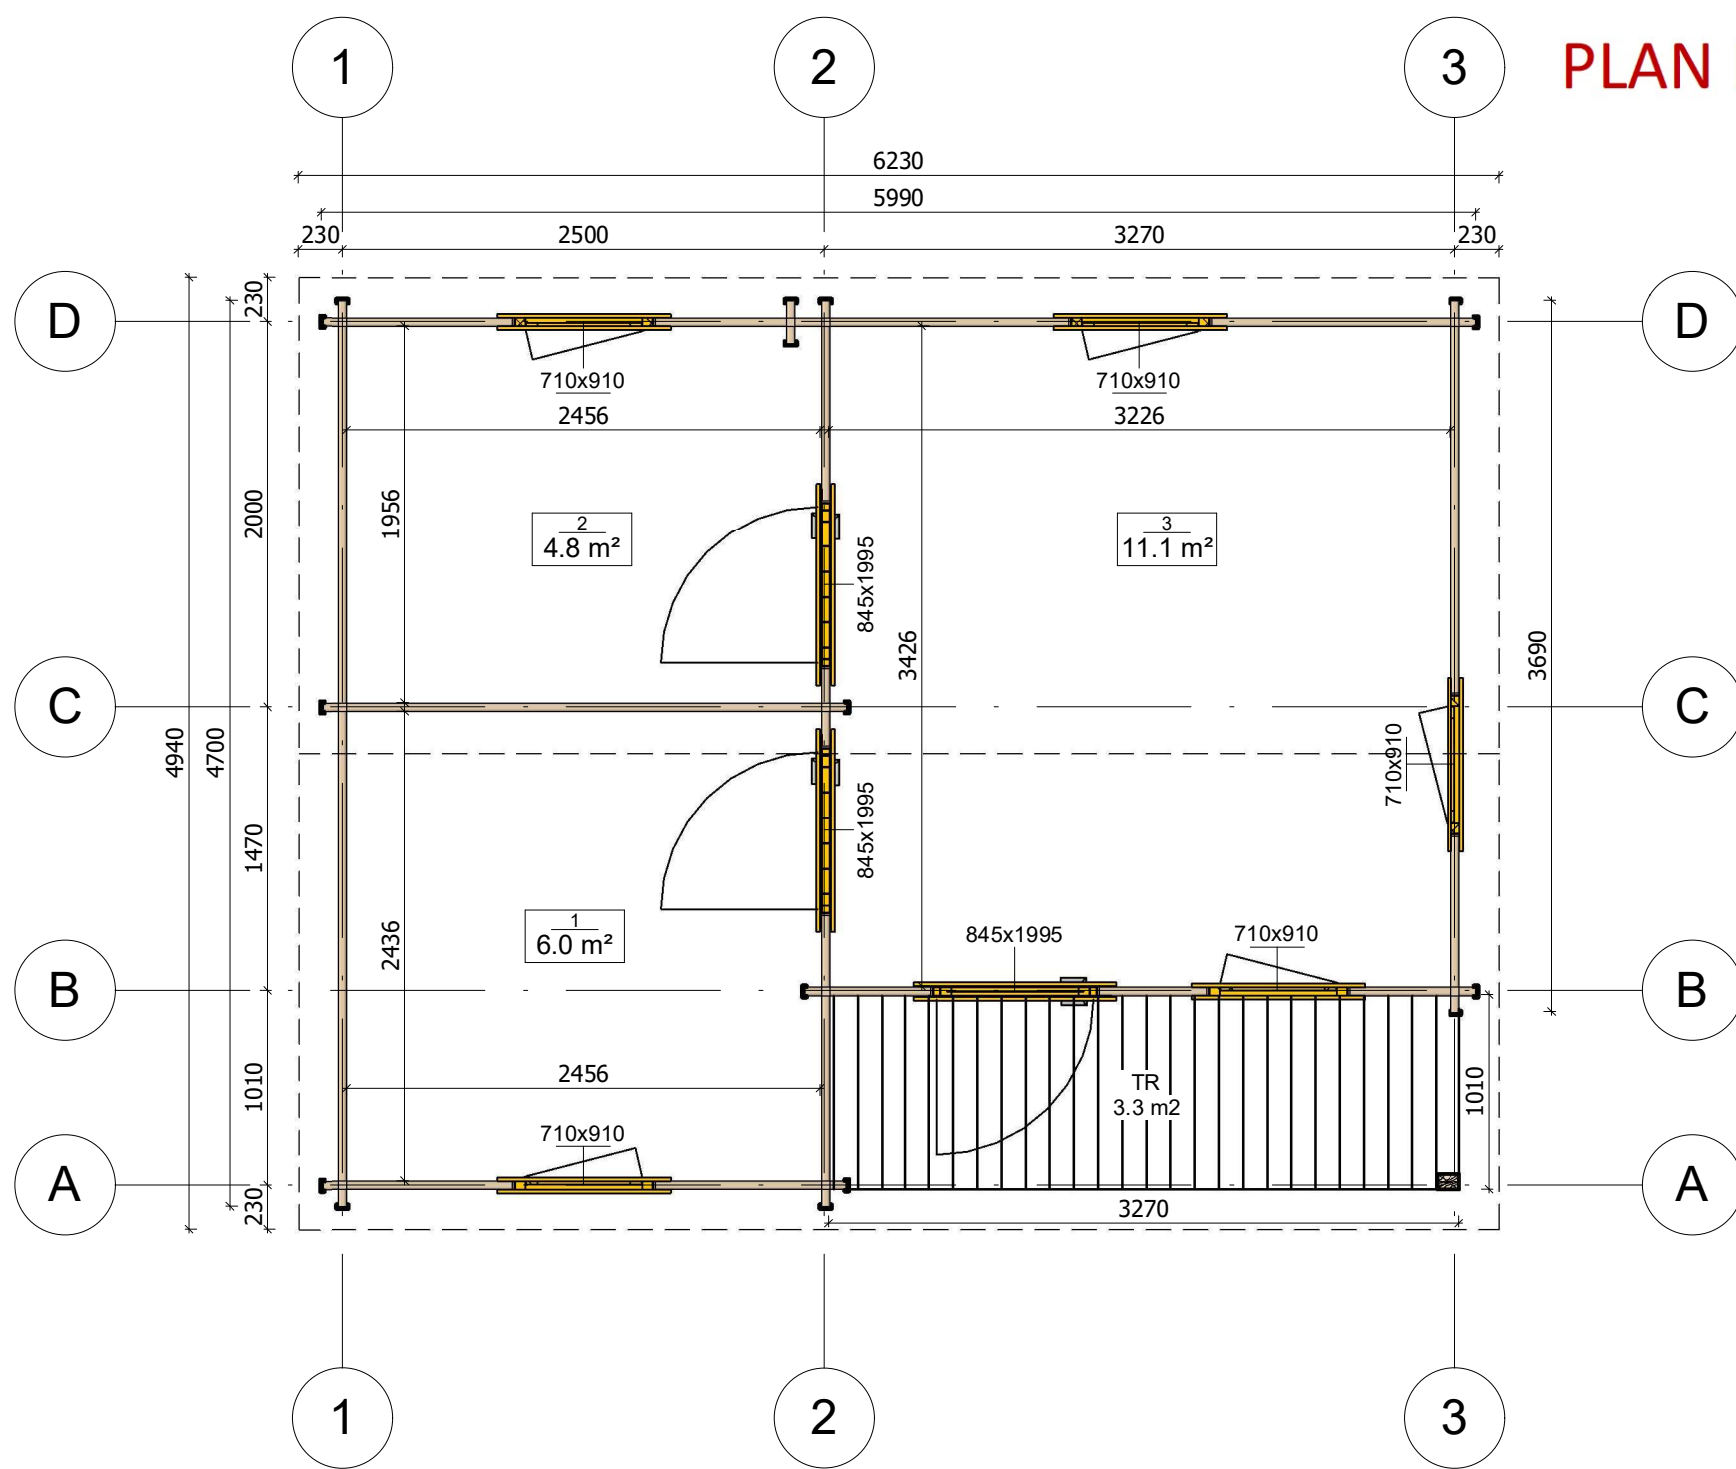 1
2
3
PLAN
6230
5990
230
2500
3270
230
D
D
230
710x910
710x910
2456
3226
2000
1956
2
4.8 m²
3
11.1 m²
845x1995
3426
3690
C
C
4940
4700
710x910
1470
845x1995
2436
1
6.0 m²
845x1995
710x910
B
B
1010
2456
TR
3.3 m2
1010
710x910
A
A
230
3270
1
2
3